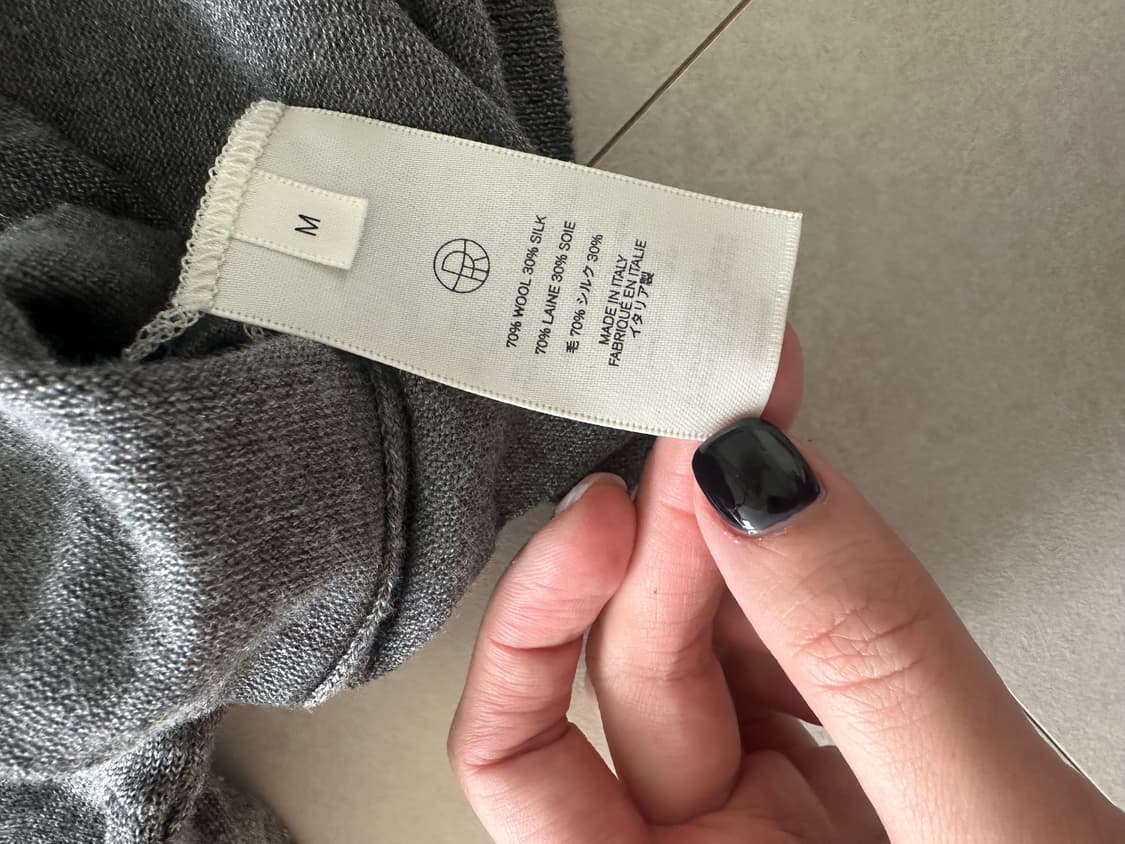 M
70% WOOL 30% SILK
70% LAINE 30% SOIE
毛 70% シルク 30%
MADE IN ITALY
FABRIQUÉ EN ITALIE
イタリア製